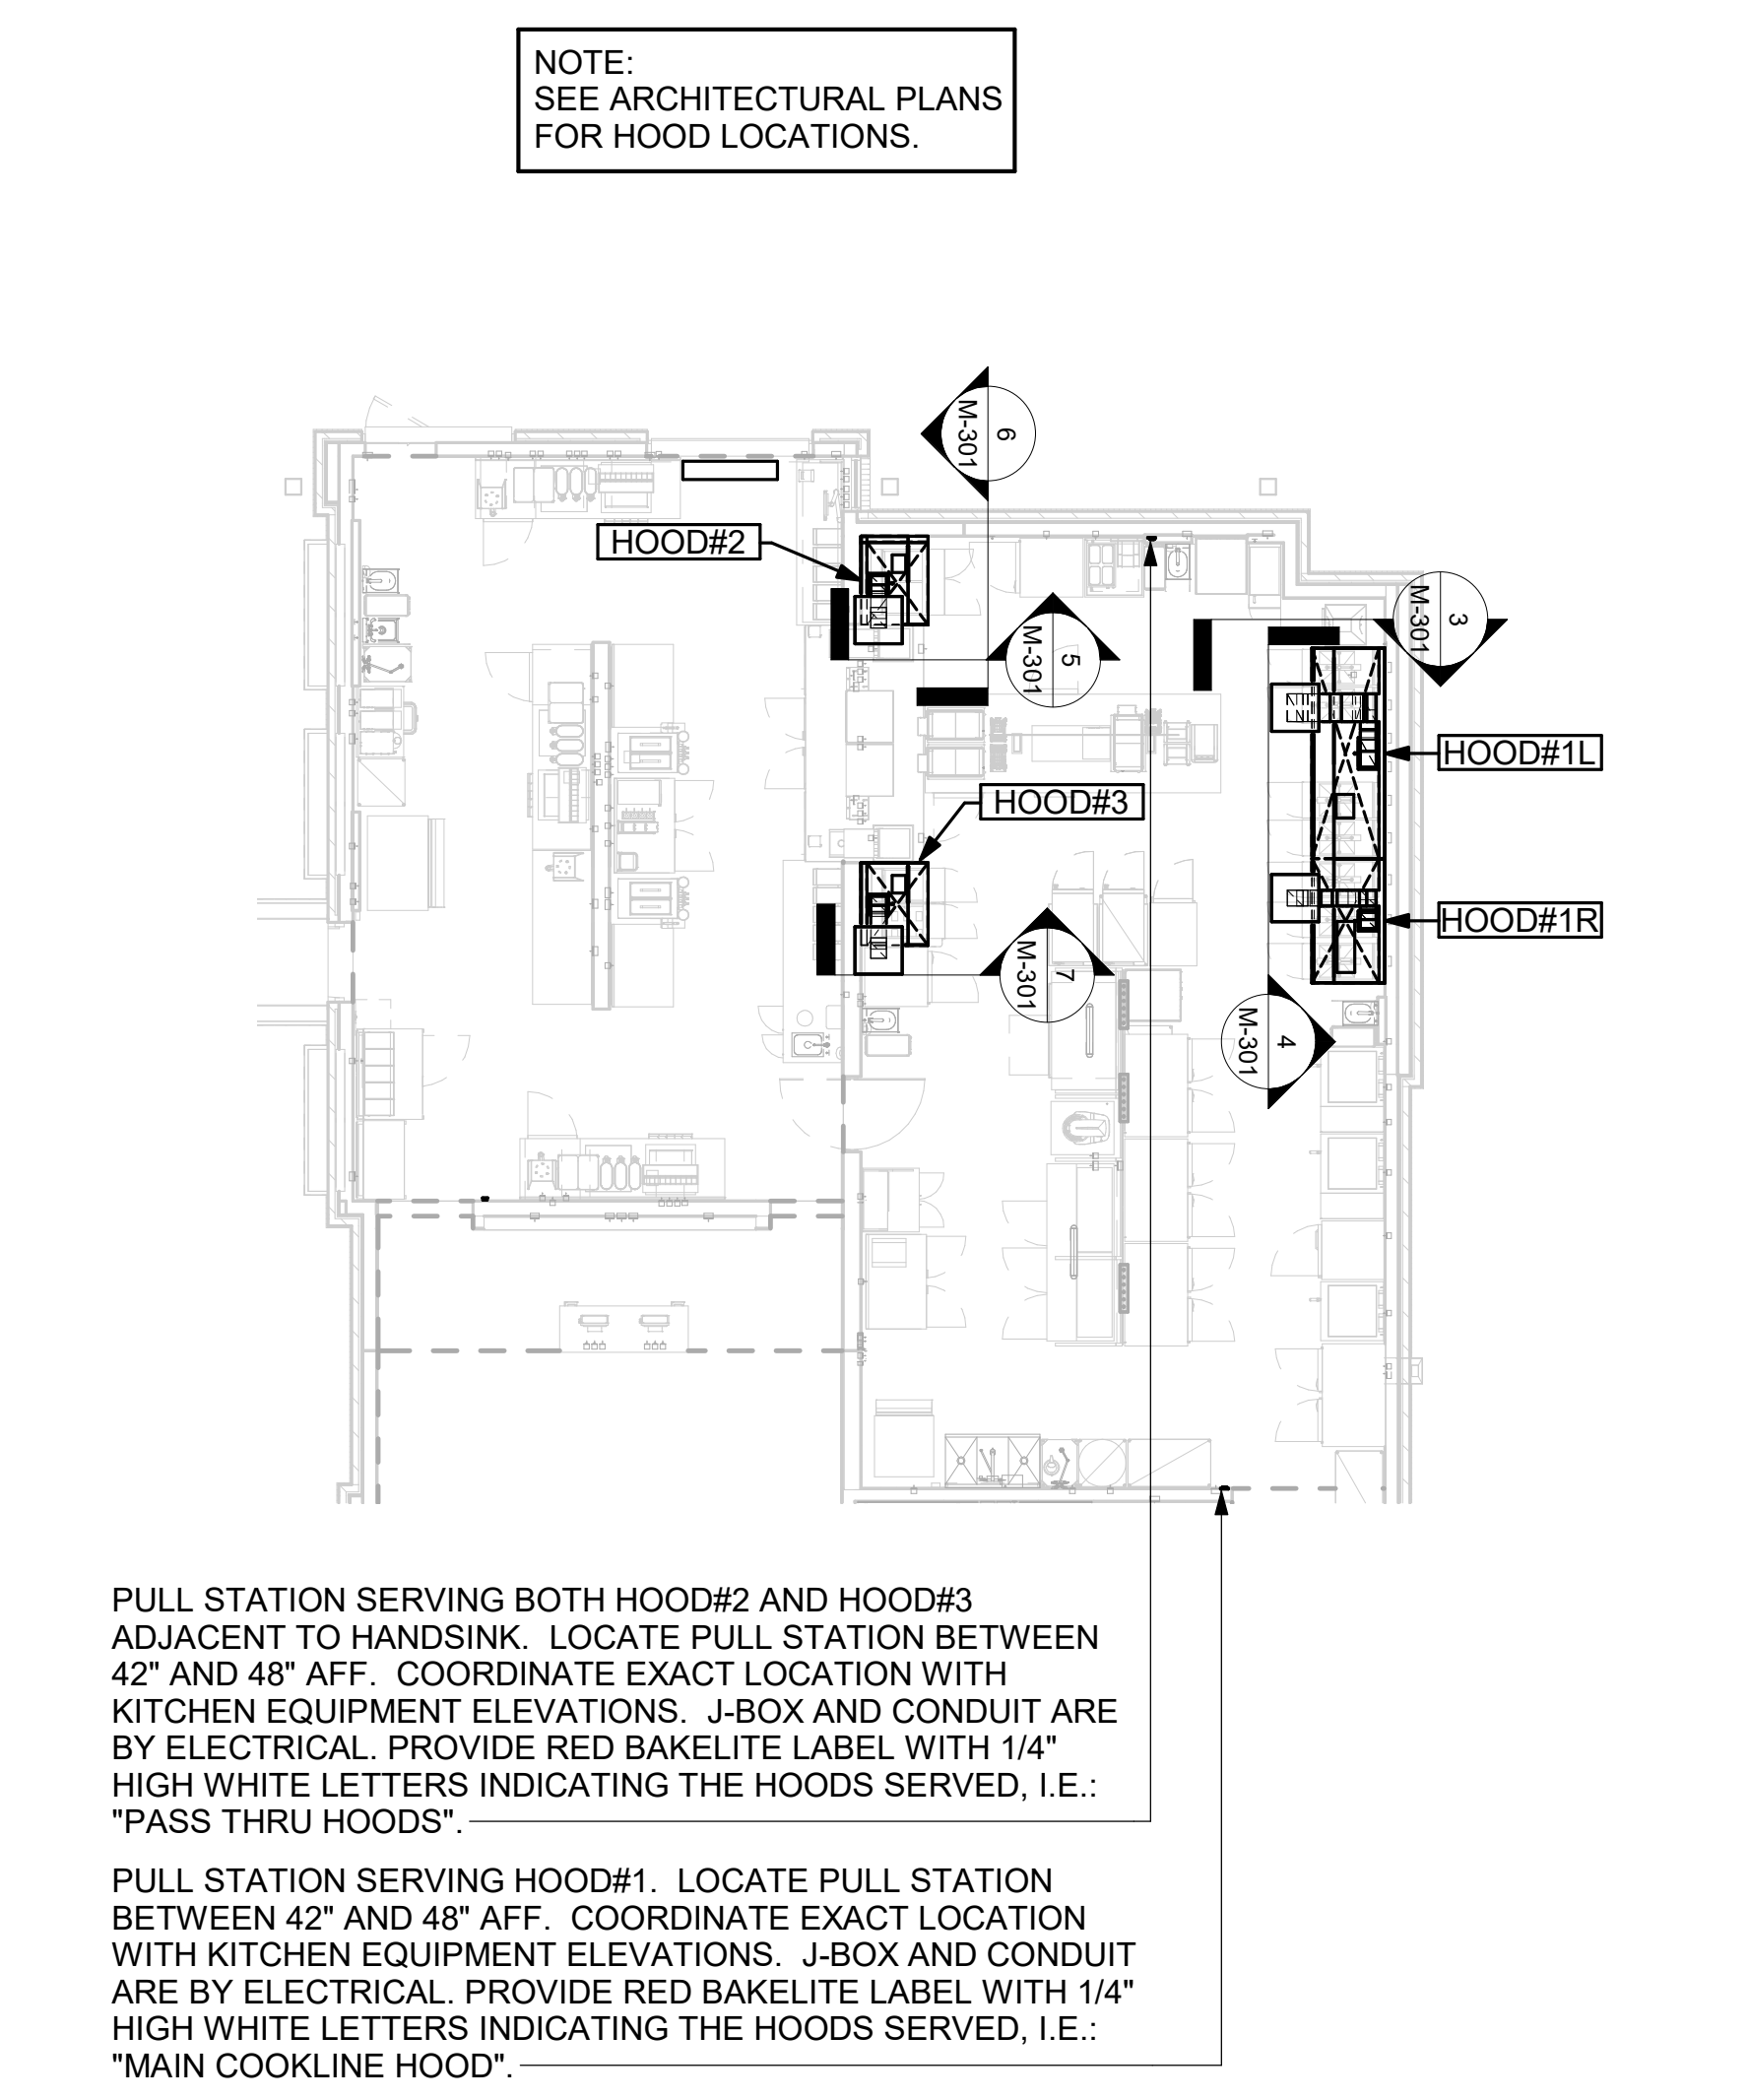 NOTE:
SEE ARCHITECTURAL PLANS
FOR HOOD LOCATIONS.
6
M-301
HOOD#2
3
M-301
5
M-301
HOOD#1L
HOOD#3
HOOD#1R
7
M-301
4
M-301
PULL STATION SERVING BOTH HOOD#2 AND HOOD#3
ADJACENT TO HANDSINK.  LOCATE PULL STATION BETWEEN
42" AND 48" AFF.  COORDINATE EXACT LOCATION WITH
KITCHEN EQUIPMENT ELEVATIONS.  J-BOX AND CONDUIT ARE
BY ELECTRICAL. PROVIDE RED BAKELITE LABEL WITH 1/4"
HIGH WHITE LETTERS INDICATING THE HOODS SERVED, I.E.:
"PASS THRU HOODS".
PULL STATION SERVING HOOD#1.  LOCATE PULL STATION
BETWEEN 42" AND 48" AFF.  COORDINATE EXACT LOCATION
WITH KITCHEN EQUIPMENT ELEVATIONS.  J-BOX AND CONDUIT
ARE BY ELECTRICAL. PROVIDE RED BAKELITE LABEL WITH 1/4"
HIGH WHITE LETTERS INDICATING THE HOODS SERVED, I.E.:
"MAIN COOKLINE HOOD".